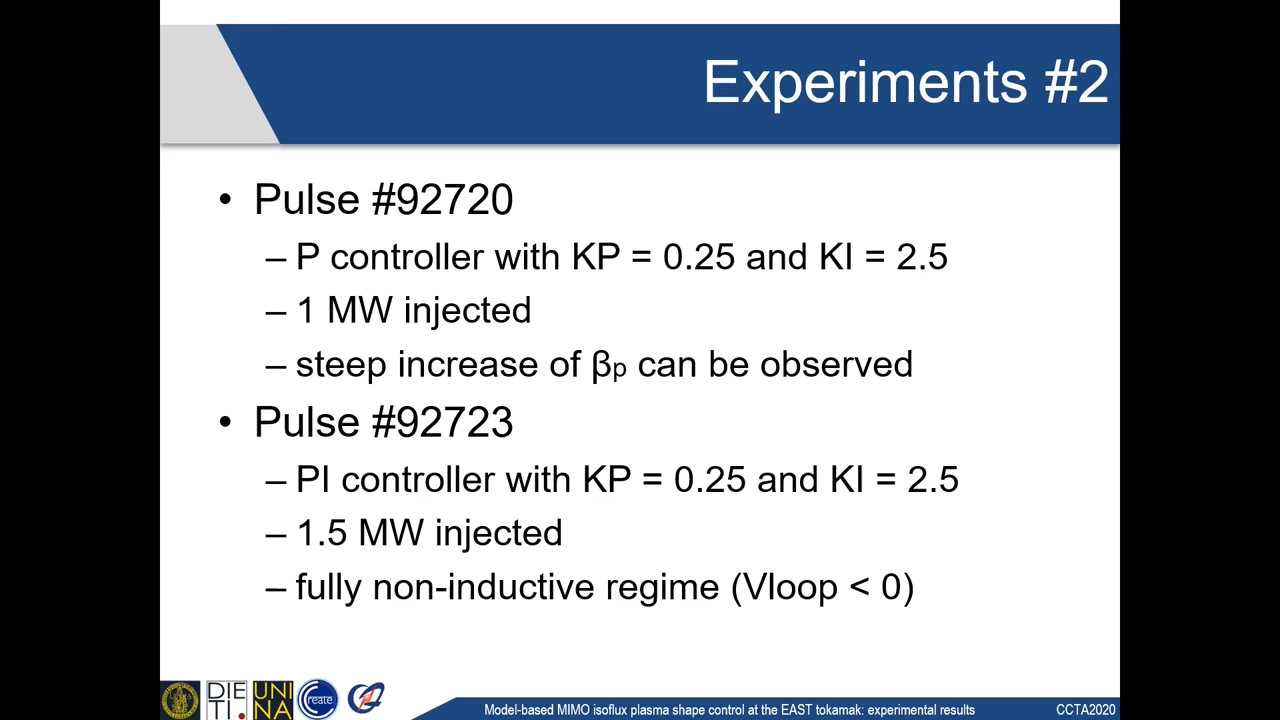 Experiments #2
• Pulse #92720
– P controller with KP = 0.25 and KI = 2.5
– 1 MW injected
– steep increase of βp can be observed
• Pulse #92723
– PI controller with KP = 0.25 and KI = 2.5
– 1.5 MW injected
– fully non-inductive regime (Vloop < 0)
DIE
TI.
UNI
NA
Create
Model-based MIMO isoflux plasma shape control at the EAST tokamak: experimental results
CCTA2020